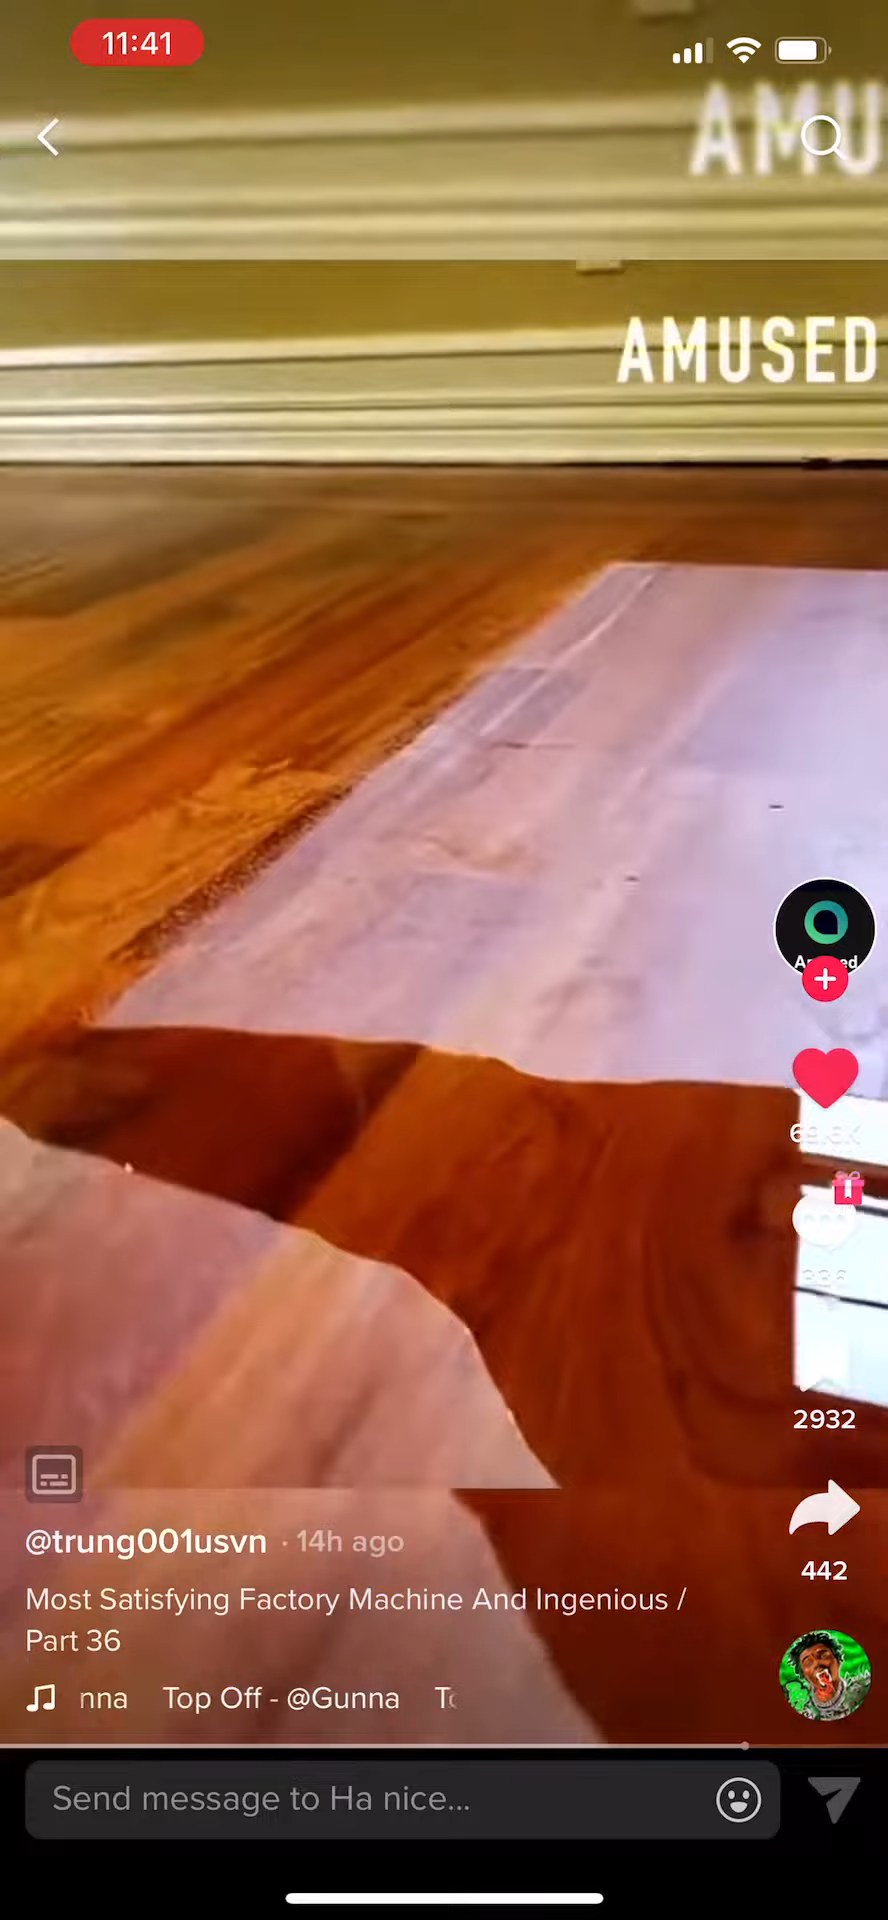 11:41
AMU
AMUSED
2932
@trung001usvn · 14h ago
442
Most Satisfying Factory Machine And Ingenious /
Part 36
nna Top Off - @Gunna
Send message to Ha nice...